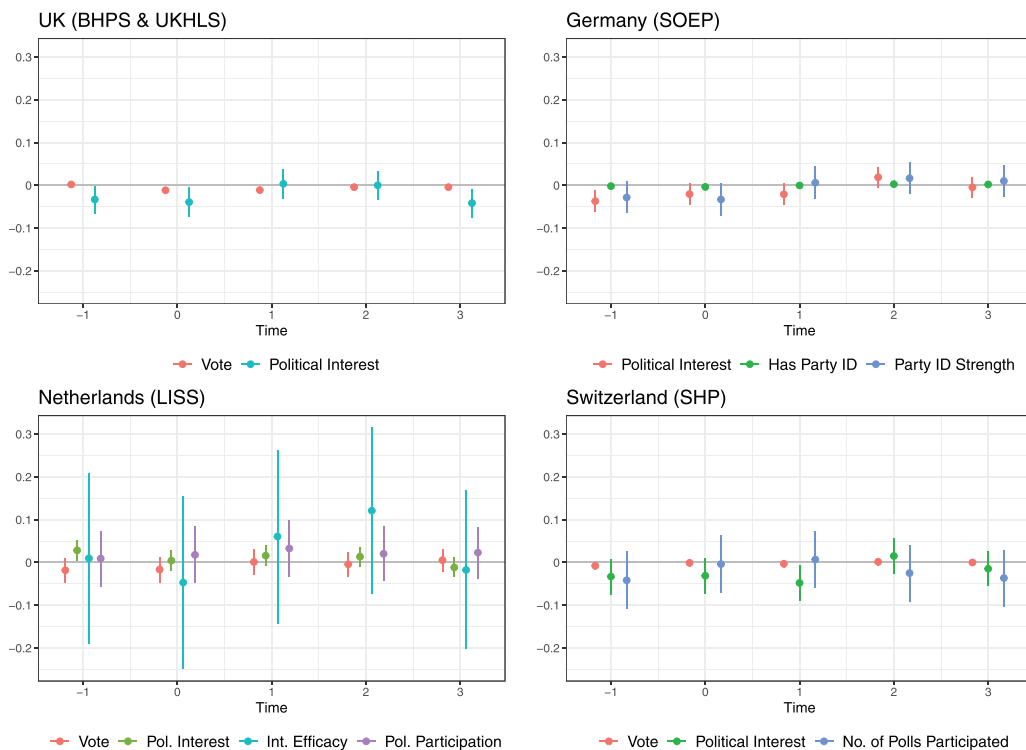 UK (BHPS & UKHLS)
0.3
0.2
0.1
0
−0.1
−0.2
−1 0 1 2 3
Time
Vote Political Interest
Germany (SOEP)
0.3
0.2
0.1
0
−0.1
−0.2
−1 0 1 2 3
Time
Political Interest Has Party ID Party ID Strength
Netherlands (LISS)
0.3
0.2
0.1
0
−0.1
−0.2
−1 0 1 2 3
Time
Vote Pol. Interest Int. Efficacy Pol. Participation
Switzerland (SHP)
0.3
0.2
0.1
0
−0.1
−0.2
−1 0 1 2 3
Time
Vote Political Interest No. of Polls Participated